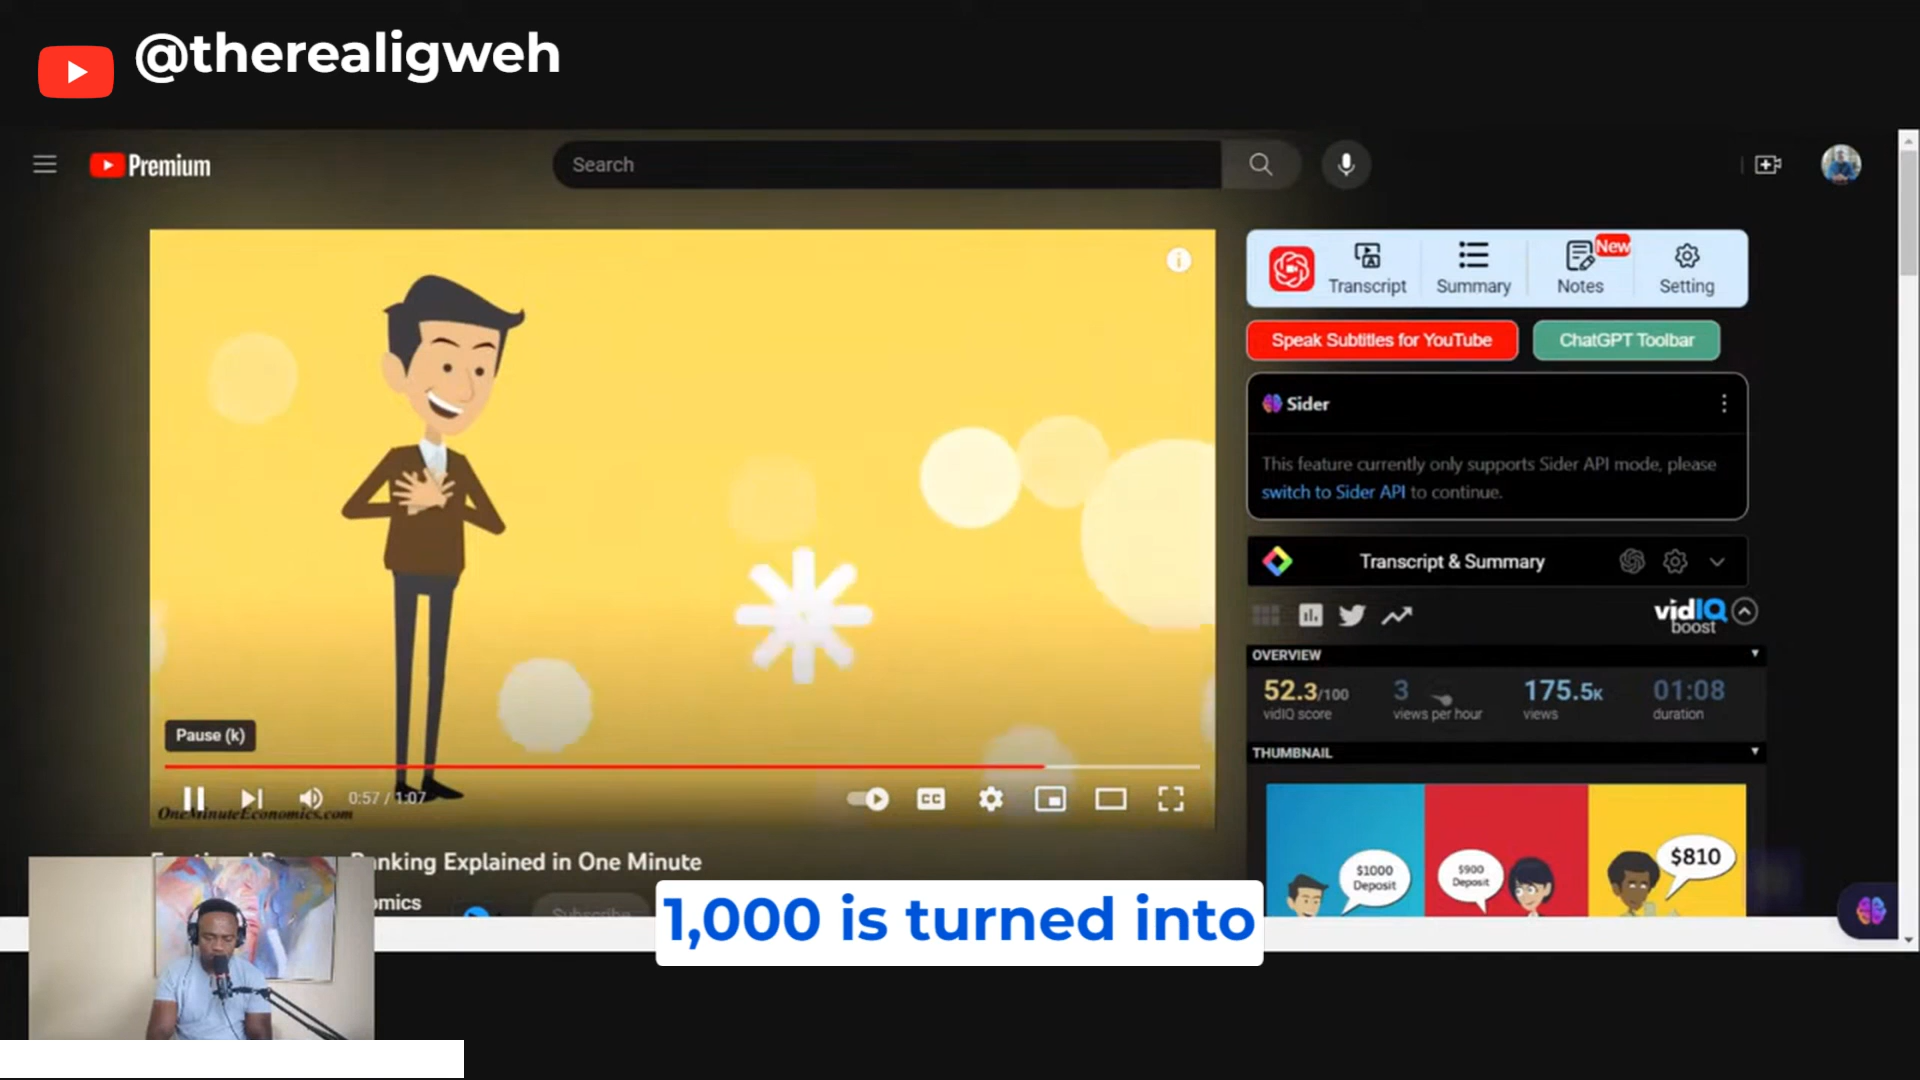 @therealigweh
Premium
Search
Transcript
Summary
Notes
New
Setting
Speak Subtitles for YouTube
ChatGPT Toolbar
Sider
This feature currently only supports Sider API mode, please
switch to Sider API to continue.
Transcript & Summary
vidIQ
boost
OVERVIEW
52.3/100
vidIQ score
3
views per hour
175.5K
views
01:08
duration
THUMBNAIL
$1000
Deposit
$900
Deposit
$810
Pause (k)
0:57 / 1:07
CC
OneMinuteEconomics.com
Banking Explained in One Minute
omics
Subscribe
1,000 is turned into